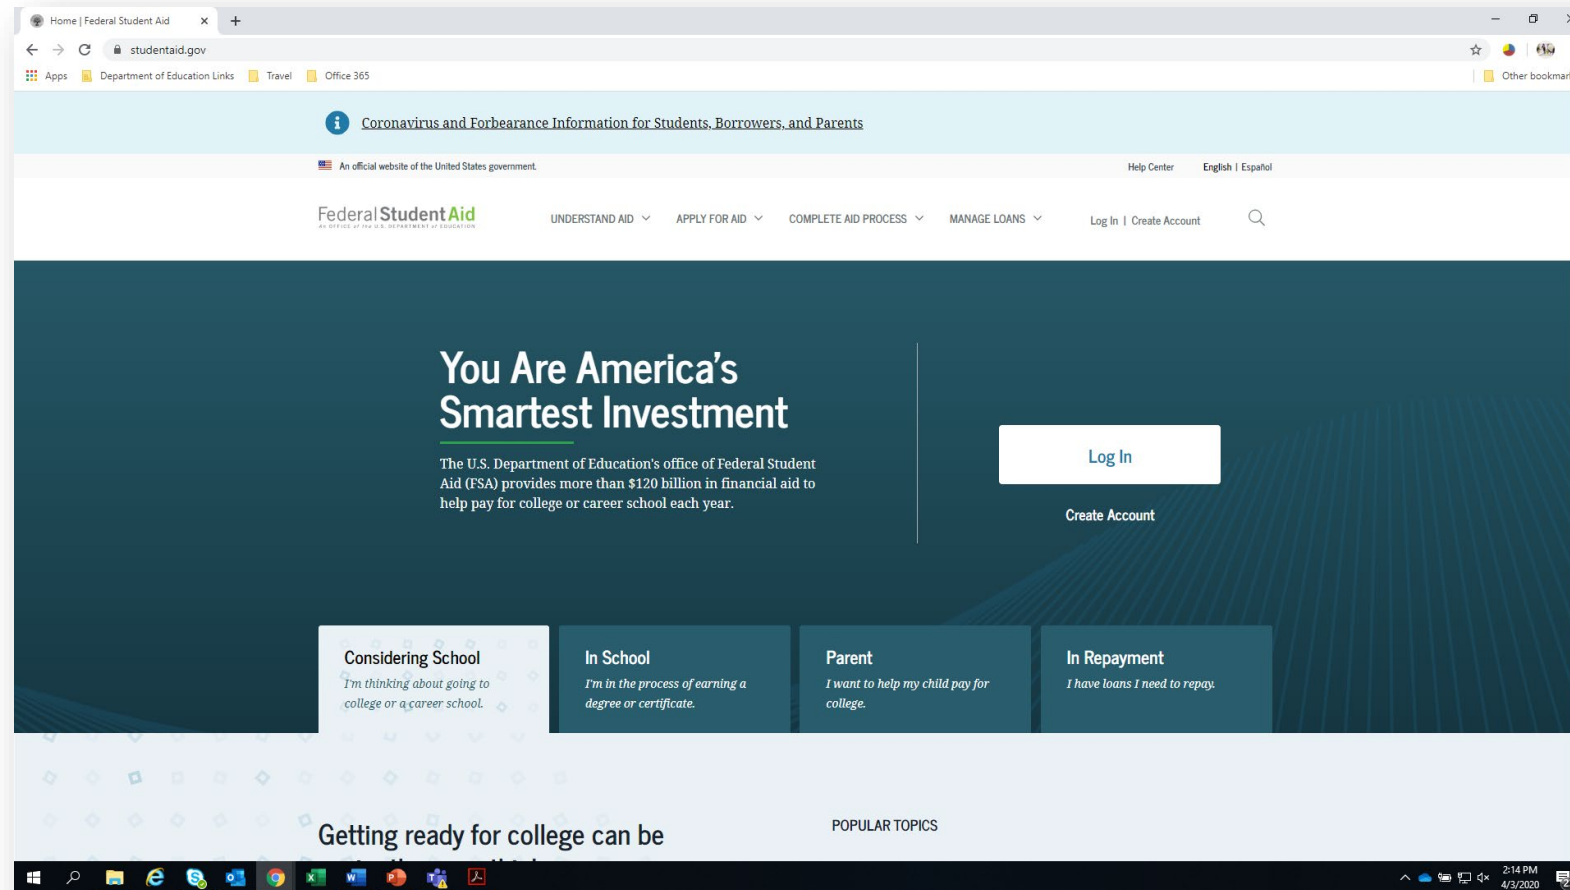 Home | Federal Student Aid
studentaid.gov
Apps Department of Education Links Travel Office 365
Other bookmar
Coronavirus and Forbearance Information for Students, Borrowers, and Parents
An official website of the United States government.
Help Center English | Español
Federal Student Aid
An OFFICE of the U.S. DEPARTMENT of EDUCATION
UNDERSTAND AID APPLY FOR AID COMPLETE AID PROCESS MANAGE LOANS Log In | Create Account
You Are America's
Smartest Investment
The U.S. Department of Education's office of Federal Student
Aid (FSA) provides more than $120 billion in financial aid to
help pay for college or career school each year.
Log In
Create Account
Considering School
I'm thinking about going to
college or a career school.
In School
I'm in the process of earning a
degree or certificate.
Parent
I want to help my child pay for
college.
In Repayment
I have loans I need to repay.
Getting ready for college can be
POPULAR TOPICS
2:14 PM
4/3/2020